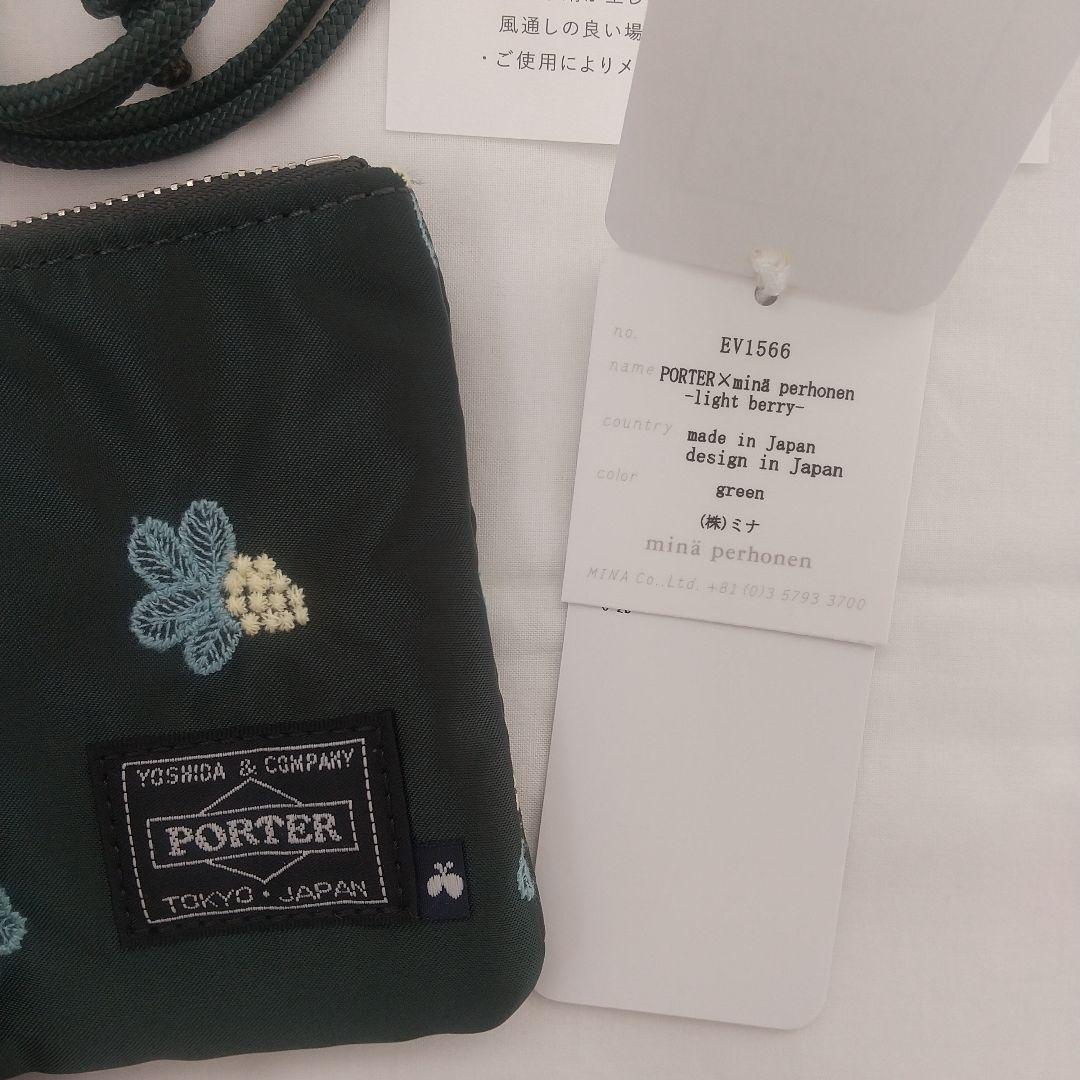 風通しの良い場
・ご使用によりメ
no. EV1566
name PORTER×minä perhonen
-light berry-
country made in Japan
design in Japan
color green
(株)ミナ
minä perhonen
MINA Co.,Ltd. +81 (0)3 5793 3700
YOSHIDA & COMPANY
PORTER
TOKYO・JAPAN